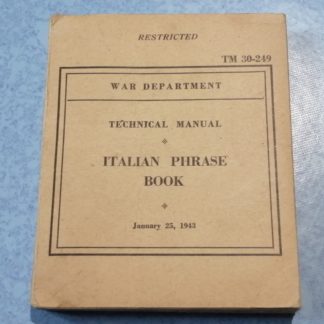 RESTRICTED
TM 30-249
WAR DEPARTMENT
TECHNICAL MANUAL
ITALIAN PHRASE
BOOK
January 25, 1943